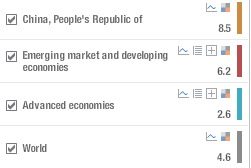 China, People's Republic of
8.5
Emerging market and developing
economies
6.2
Advanced economies
2.6
World
4.6